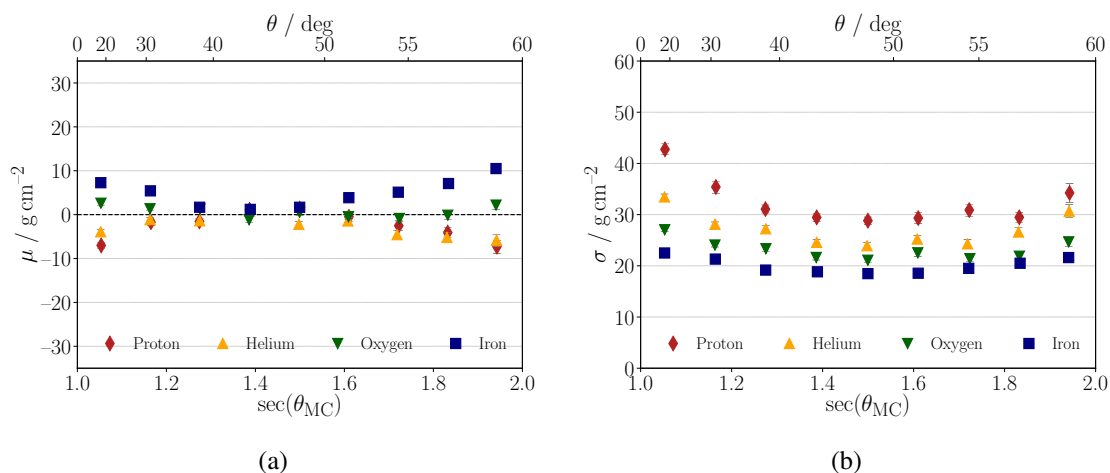 θ / deg
0 20 30 40 50 55 60
μ / g cm⁻²
30
20
10
0
−10
−20
−30
Proton Helium Oxygen Iron
1.0 1.2 1.4 1.6 1.8 2.0
sec(θ_MC)
(a)
θ / deg
0 20 30 40 50 55 60
σ / g cm⁻²
60
50
40
30
20
10
0
Proton Helium Oxygen Iron
1.0 1.2 1.4 1.6 1.8 2.0
sec(θ_MC)
(b)